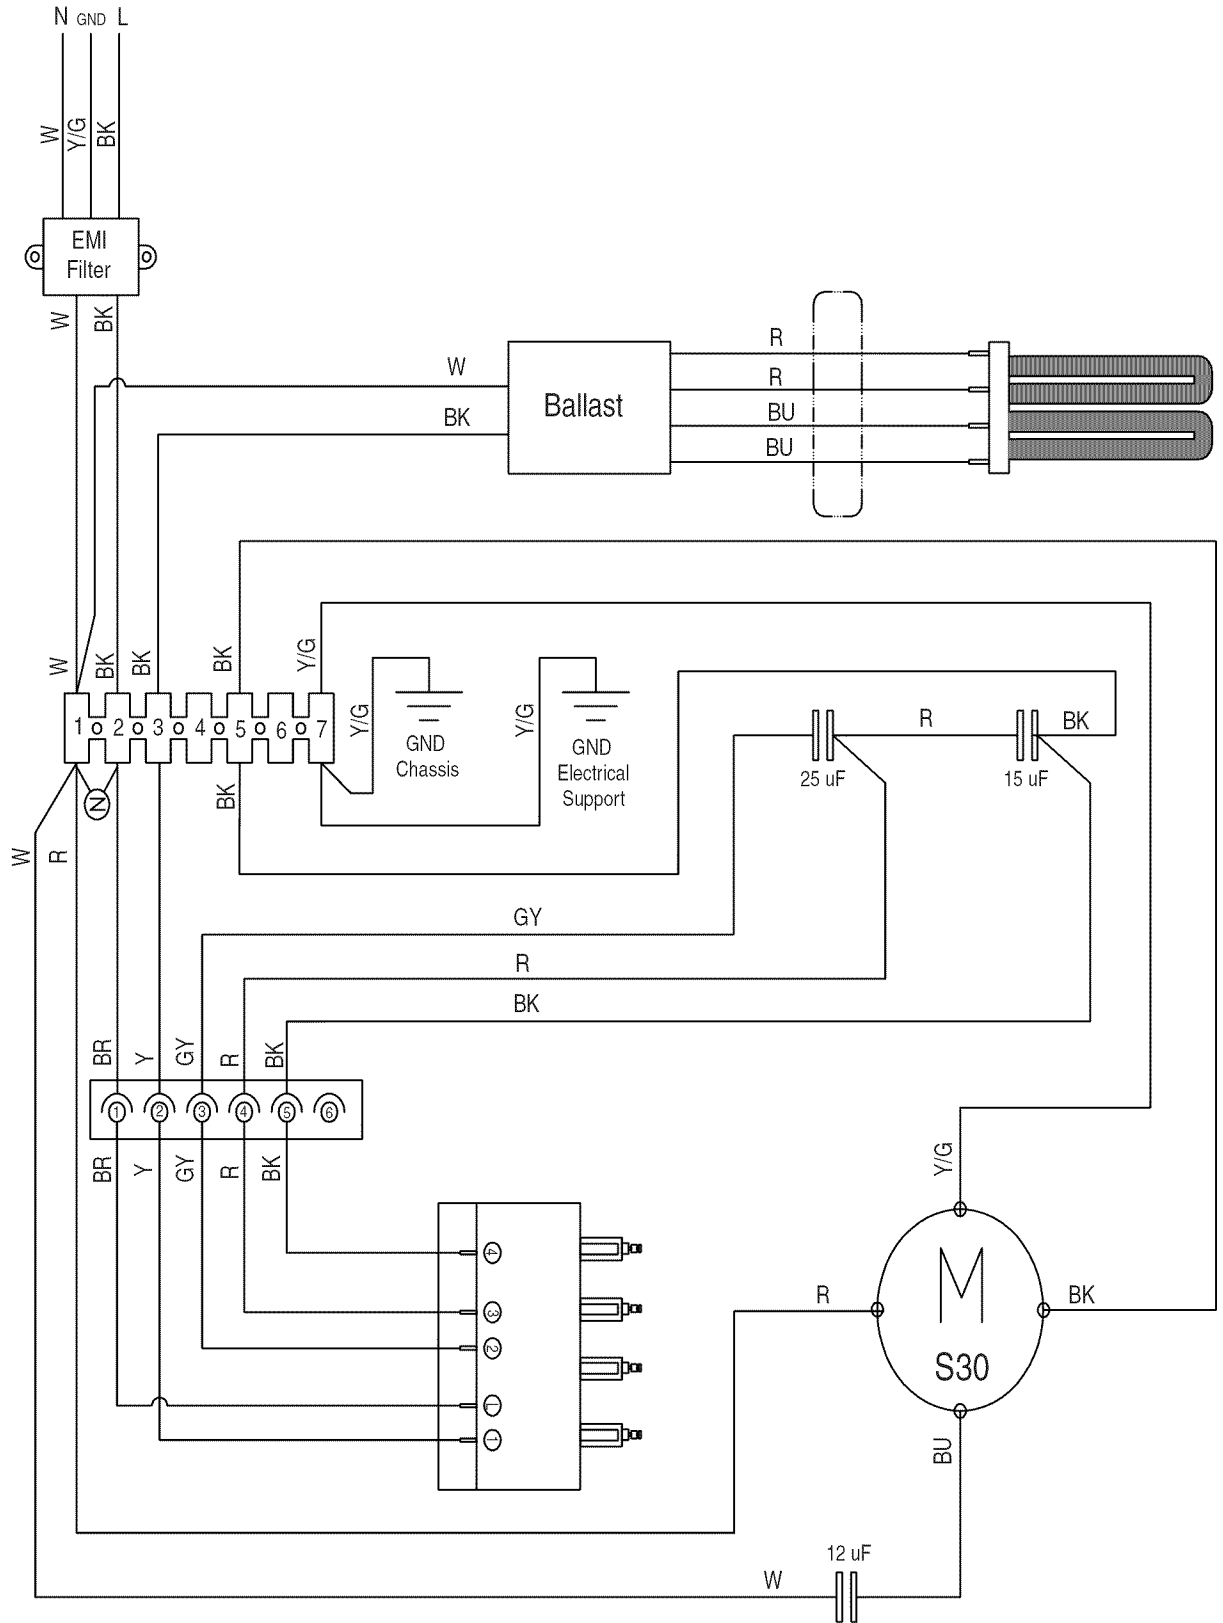 N GND L
W
Y/G
BK
EMI
Filter
W
BK
W
BK
Ballast
R
R
BU
BU
W
BK
BK
BK
Y/G
1 2 3 4 5 6 7
N
Y/G
GND
Chassis
Y/G
GND
Electrical
Support
BK
25 uF
R
15 uF
BK
W
R
GY
R
BK
BR
Y
GY
R
BK
1 2 3 4 5 6
BR
Y
GY
R
BK
4
3
2
L
1
Y/G
R
M
S30
BK
BU
12 uF
W